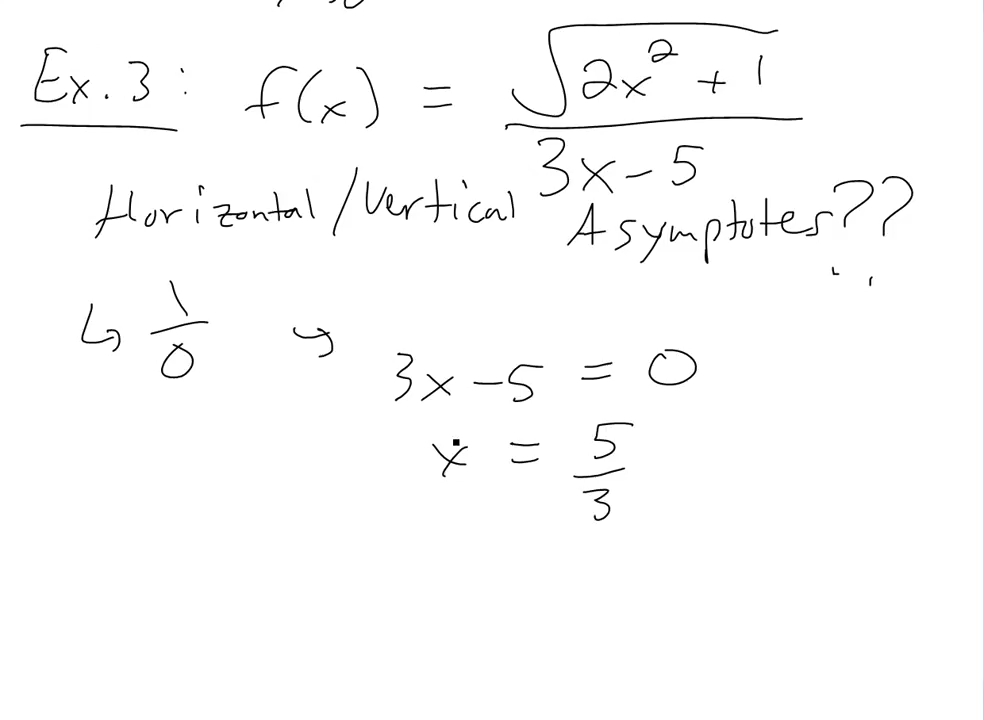 Ex. 3: f(x) = √(2x² + 1) / (3x - 5)
Horizontal/Vertical Asymptotes??
↳ 1/0 ↪ 3x - 5 = 0
x = 5/3